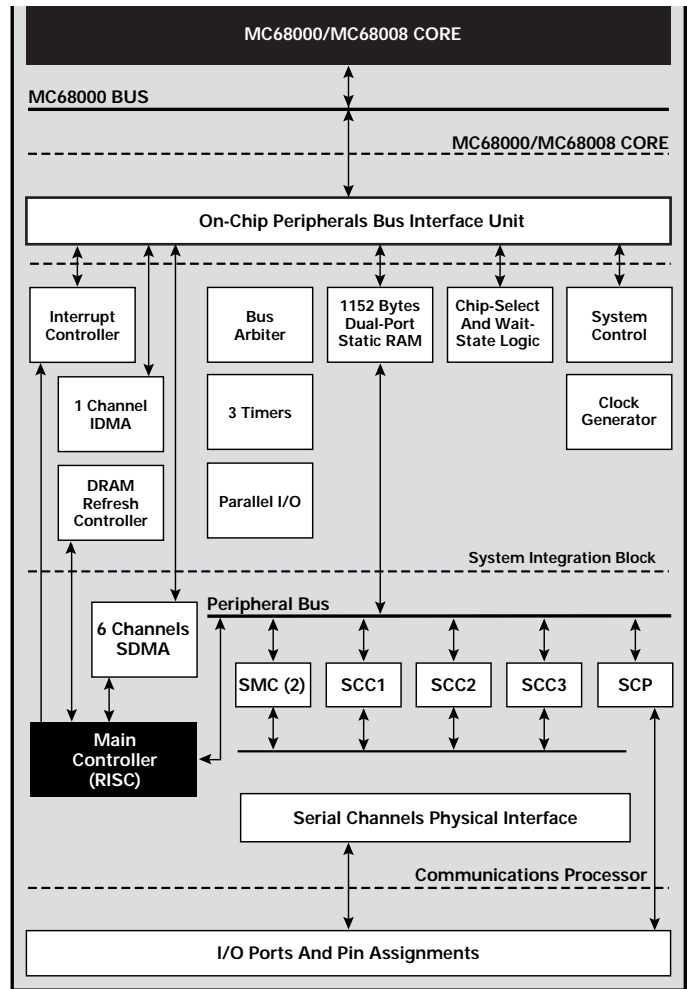 MC68000/MC68008 CORE
MC68000 BUS
MC68000/MC68008 CORE
On-Chip Peripherals Bus Interface Unit
Interrupt
Controller
Bus
Arbiter
1152 Bytes
Dual-Port
Static RAM
Chip-Select
And Wait-
State Logic
System
Control
1 Channel
IDMA
3 Timers
Clock
Generator
DRAM
Refresh
Controller
Parallel I/O
System Integration Block
6 Channels
SDMA
Peripheral Bus
SMC (2)
SCC1
SCC2
SCC3
SCP
Main
Controller
(RISC)
Serial Channels Physical Interface
Communications Processor
I/O Ports And Pin Assignments